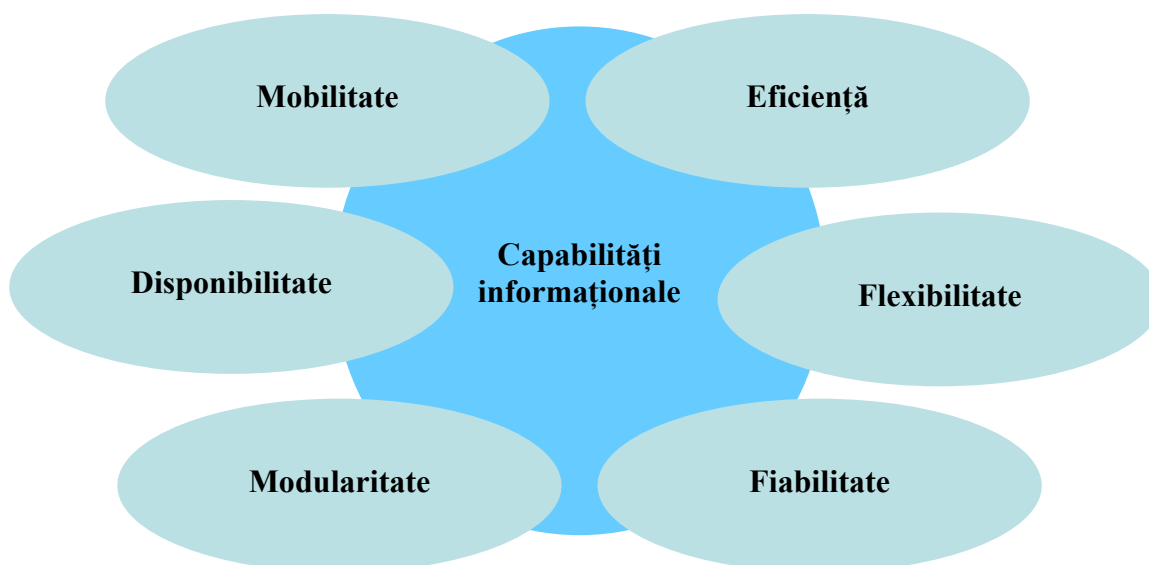 Mobilitate
Eficiență
Capabilități
informaționale
Disponibilitate
Flexibilitate
Modularitate
Fiabilitate